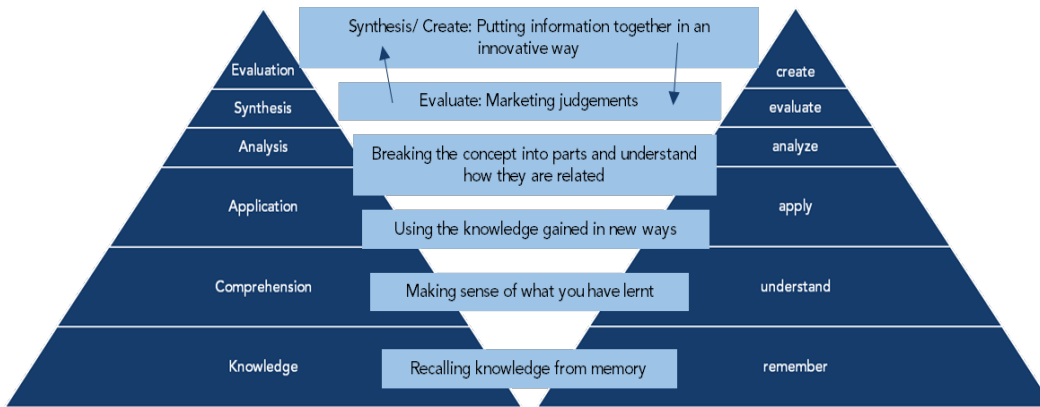 Synthesis/ Create: Putting information together in an
innovative way
Evaluation
create
Evaluate: Marketing judgements
Synthesis
evaluate
Analysis
analyze
Breaking the concept into parts and understand
how they are related
Application
apply
Using the knowledge gained in new ways
Comprehension
understand
Making sense of what you have lernt
Knowledge
Recalling knowledge from memory
remember